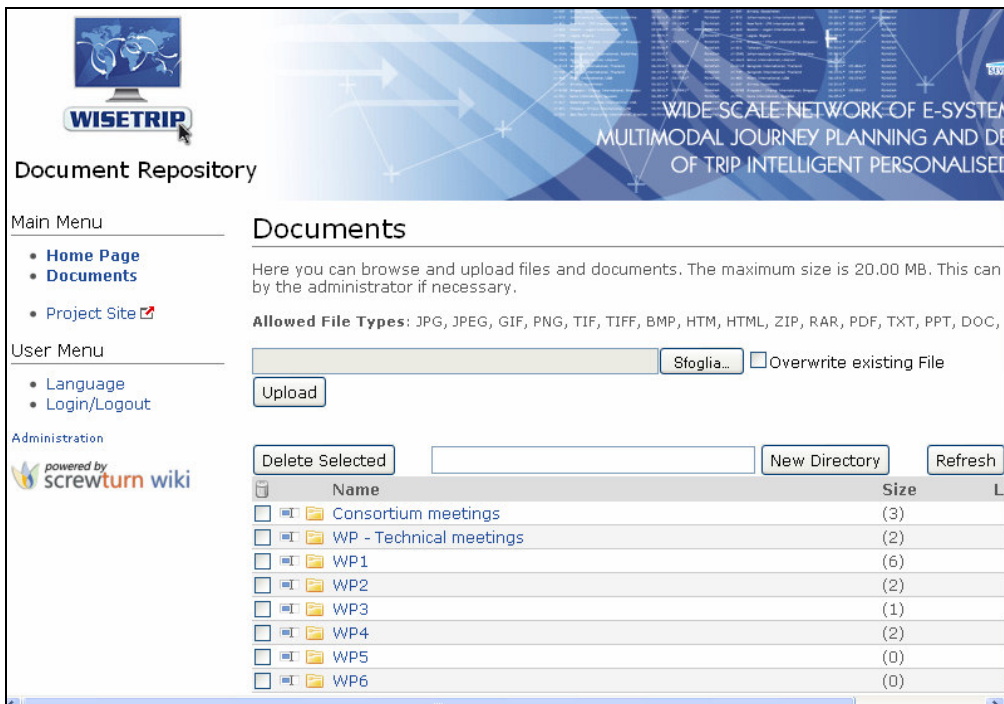 WISETRIP
Document Repository
WIDE SCALE NETWORK OF E-SYSTEM
MULTIMODAL JOURNEY PLANNING AND DE
OF TRIP INTELLIGENT PERSONALISED
Main Menu
Home Page
Documents
Project Site
User Menu
Language
Login/Logout
Administration
powered by
screwturn wiki
Documents
Here you can browse and upload files and documents. The maximum size is 20.00 MB. This can
by the administrator if necessary.
Allowed File Types: JPG, JPEG, GIF, PNG, TIF, TIFF, BMP, HTM, HTML, ZIP, RAR, PDF, TXT, PPT, DOC,
Sfoglia... Overwrite existing File
Upload
Delete Selected New Directory Refresh
Name Size L
Consortium meetings (3)
WP - Technical meetings (2)
WP1 (6)
WP2 (2)
WP3 (1)
WP4 (2)
WP5 (0)
WP6 (0)